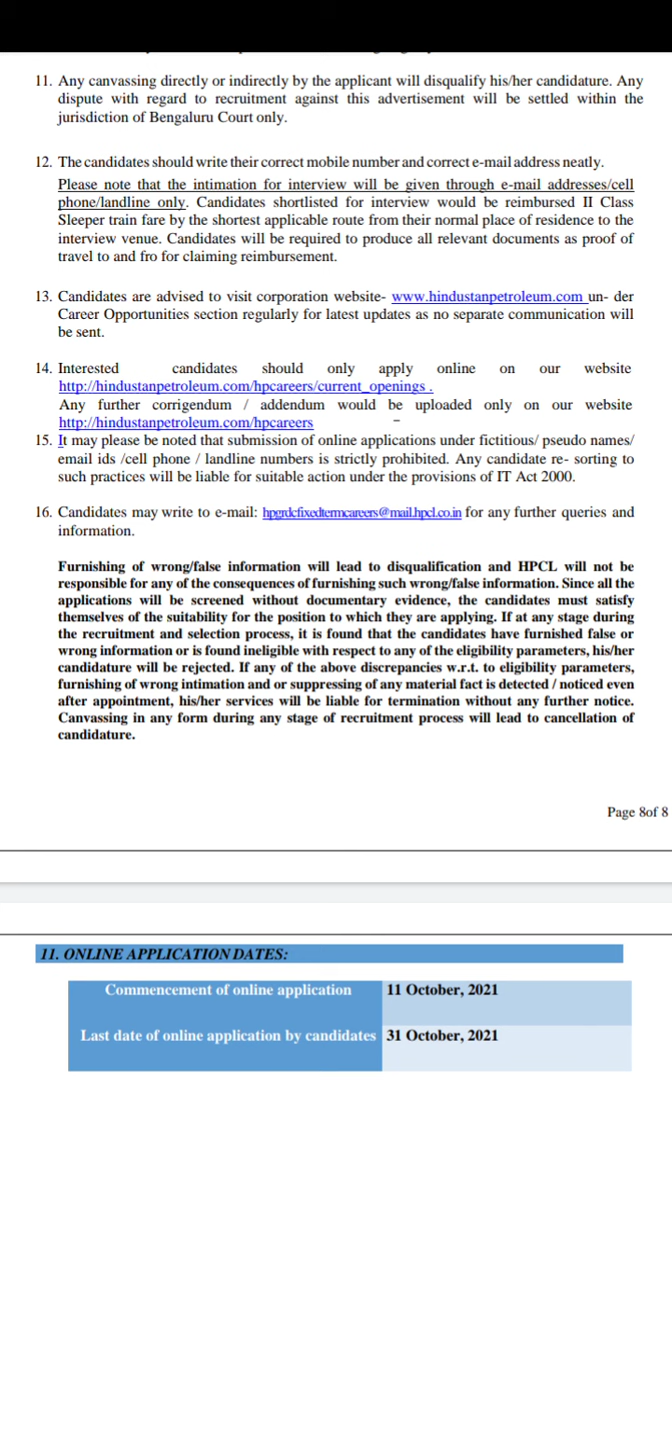 11. Any canvassing directly or indirectly by the applicant will disqualify his/her candidature. Any
dispute with regard to recruitment against this advertisement will be settled within the
jurisdiction of Bengaluru Court only.
12. The candidates should write their correct mobile number and correct e-mail address neatly.
Please note that the intimation for interview will be given through e-mail addresses/cell
phone/landline only. Candidates shortlisted for interview would be reimbursed II Class
Sleeper train fare by the shortest applicable route from their normal place of residence to the
interview venue. Candidates will be required to produce all relevant documents as proof of
travel to and fro for claiming reimbursement.
13. Candidates are advised to visit corporation website- www.hindustanpetroleum.com un- der
Career Opportunities section regularly for latest updates as no separate communication will
be sent.
14. Interested candidates should only apply online on our website
http://hindustanpetroleum.com/hpcareers/current_openings .
Any further corrigendum / addendum would be uploaded only on our website
http://hindustanpetroleum.com/hpcareers
15. It may please be noted that submission of online applications under fictitious/ pseudo names/
email ids /cell phone / landline numbers is strictly prohibited. Any candidate re- sorting to
such practices will be liable for suitable action under the provisions of IT Act 2000.
16. Candidates may write to e-mail: hpgrdcfixedtermcareers@mail.hpcl.co.in for any further queries and
information.
Furnishing of wrong/false information will lead to disqualification and HPCL will not be
responsible for any of the consequences of furnishing such wrong/false information. Since all the
applications will be screened without documentary evidence, the candidates must satisfy
themselves of the suitability for the position to which they are applying. If at any stage during
the recruitment and selection process, it is found that the candidates have furnished false or
wrong information or is found ineligible with respect to any of the eligibility parameters, his/her
candidature will be rejected. If any of the above discrepancies w.r.t. to eligibility parameters,
furnishing of wrong intimation and or suppressing of any material fact is detected / noticed even
after appointment, his/her services will be liable for termination without any further notice.
Canvassing in any form during any stage of recruitment process will lead to cancellation of
candidature.
Page 8of 8
11. ONLINE APPLICATION DATES:
Commencement of online application 11 October, 2021
Last date of online application by candidates 31 October, 2021